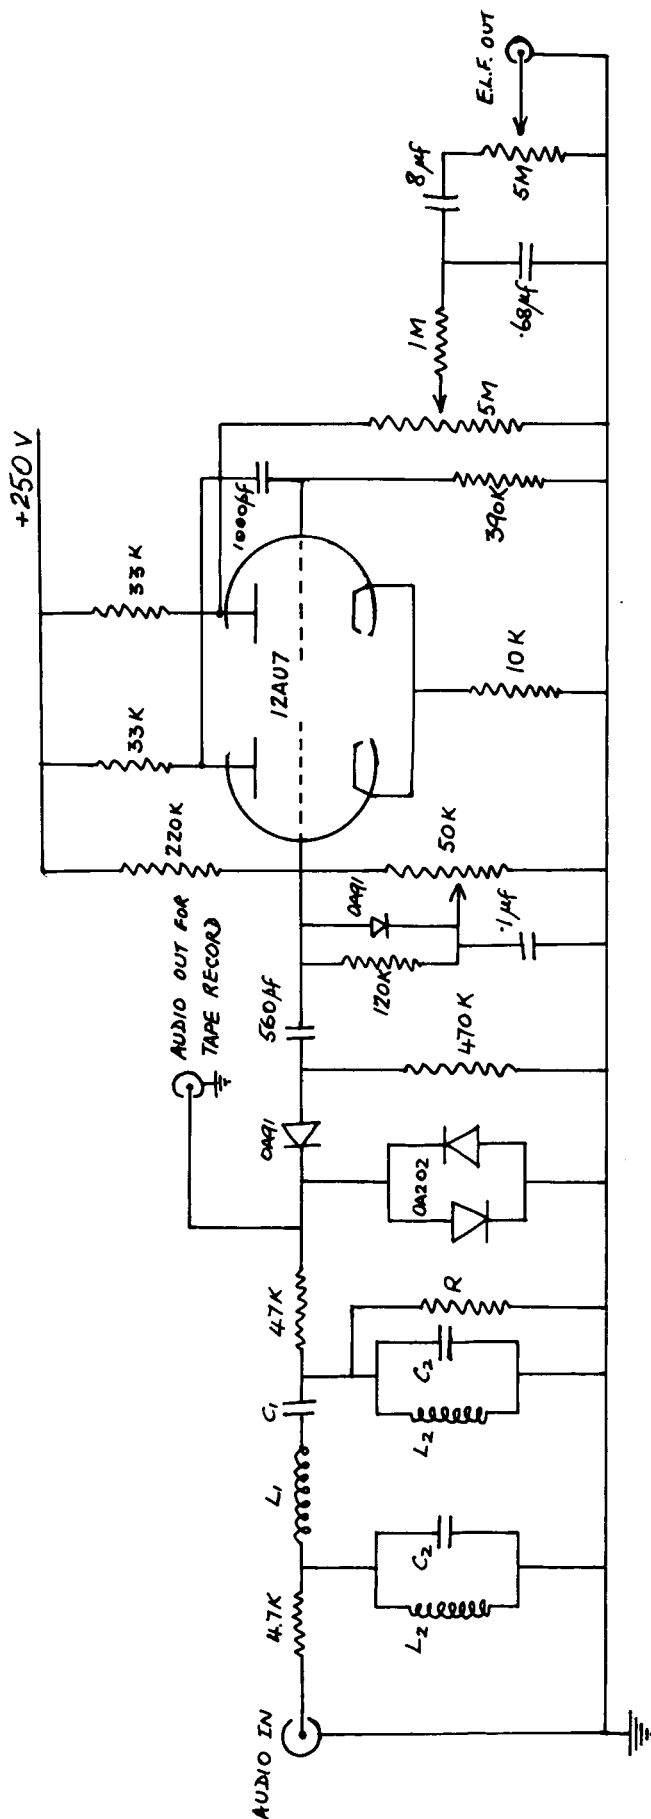 AUDIO IN
4.7K
L₁
C₁
47K
L₂
C₂
L₂
C₂
R
AUDIO OUT FOR
TAPE RECORD
OA91
OA202
560pf
470K
120K
OA91
.1µf
220K
50K
+250V
33K
33K
12AU7
10K
1000pf
390K
5M
1M
.68µf
8µf
5M
E.L.F. OUT